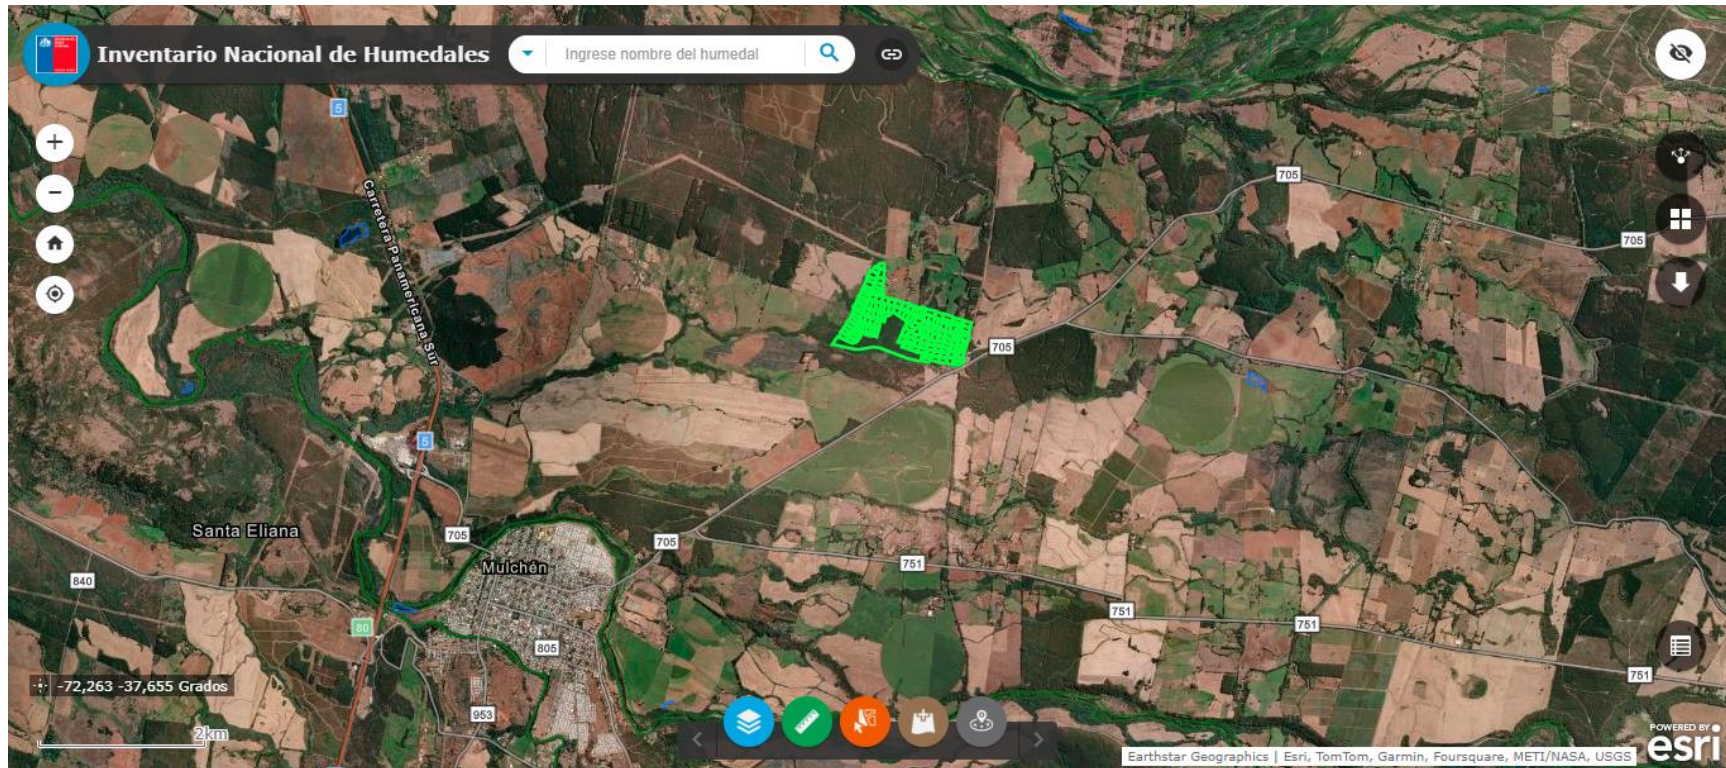 Inventario Nacional de Humedales
Ingrese nombre del humedal
5
Carretera Panamericana Sur
705
705
705
5
Santa Eliana
705
705
Mulchén
751
840
751
751
80
805
751
953
-72,263 -37,655 Grados
2km
Earthstar Geographics | Esri, TomTom, Garmin, Foursquare, METI/NASA, USGS
POWERED BY
esri